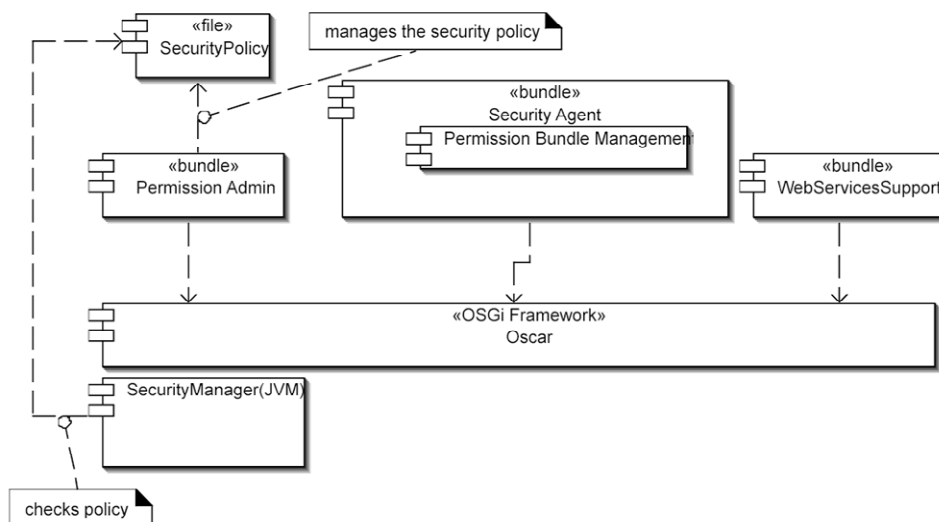 «file»
SecurityPolicy
manages the security policy
«bundle»
Security Agent
Permission Bundle Management
«bundle»
Permission Admin
«bundle»
WebServicesSupport
«OSGi Framework»
Oscar
SecurityManager(JVM)
checks policy